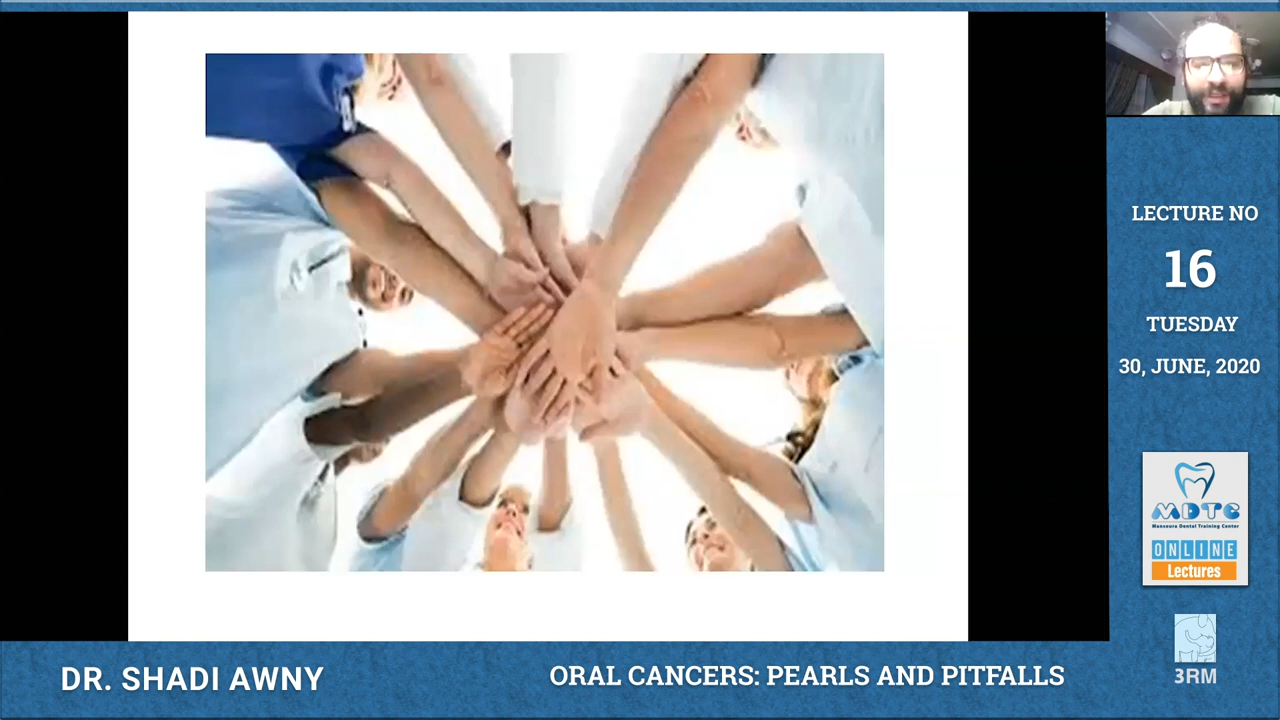 LECTURE NO
16
TUESDAY
30, JUNE, 2020
MDTC
Mansoura Dental Training Center
ONLINE
Lectures
3RM
DR. SHADI AWNY
ORAL CANCERS: PEARLS AND PITFALLS